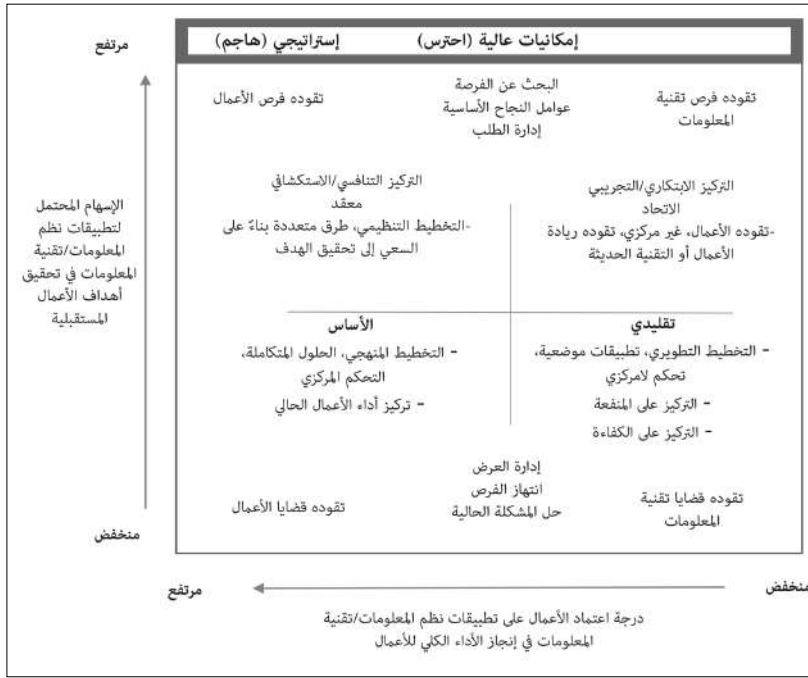 إمكانيات عالية (احترس)
إستراتيجي (هاجم)
مرتفع
تقوده فرص تقنية
المعلومات
البحث عن الفرصة
عوامل النجاح الأساسية
إدارة الطلب
تقوده فرص الأعمال
التركيز الابتكاري/التجريبي
الاتحاد
-تقوده الأعمال، غير مركزي، تقوده ريادة
الأعمال أو التقنية الحديثة
التركيز التنافسي/الاستكشافي
معقد
-التخطيط التنظيمي، طرق متعددة بناءً على
السعي إلى تحقيق الهدف
الإسهام المحتمل
لتطبيقات نظم
المعلومات/تقنية
المعلومات في تحقيق
أهداف الأعمال
المستقبلية
تقليدي
- التخطيط التطويري، تطبيقات موضعية،
تحكم لامركزي
- التركيز على المنفعة
- التركيز على الكفاءة
الأساس
- التخطيط المنهجي، الحلول المتكاملة،
التحكم المركزي
- تركيز أداء الأعمال الحالي
تقوده قضايا تقنية
المعلومات
إدارة العرض
انتهاز الفرص
حل المشكلة الحالية
تقوده قضايا الأعمال
منخفض
منخفض
مرتفع
درجة اعتماد الأعمال على تطبيقات نظم المعلومات/تقنية
المعلومات في إنجاز الأداء الكلي للأعمال